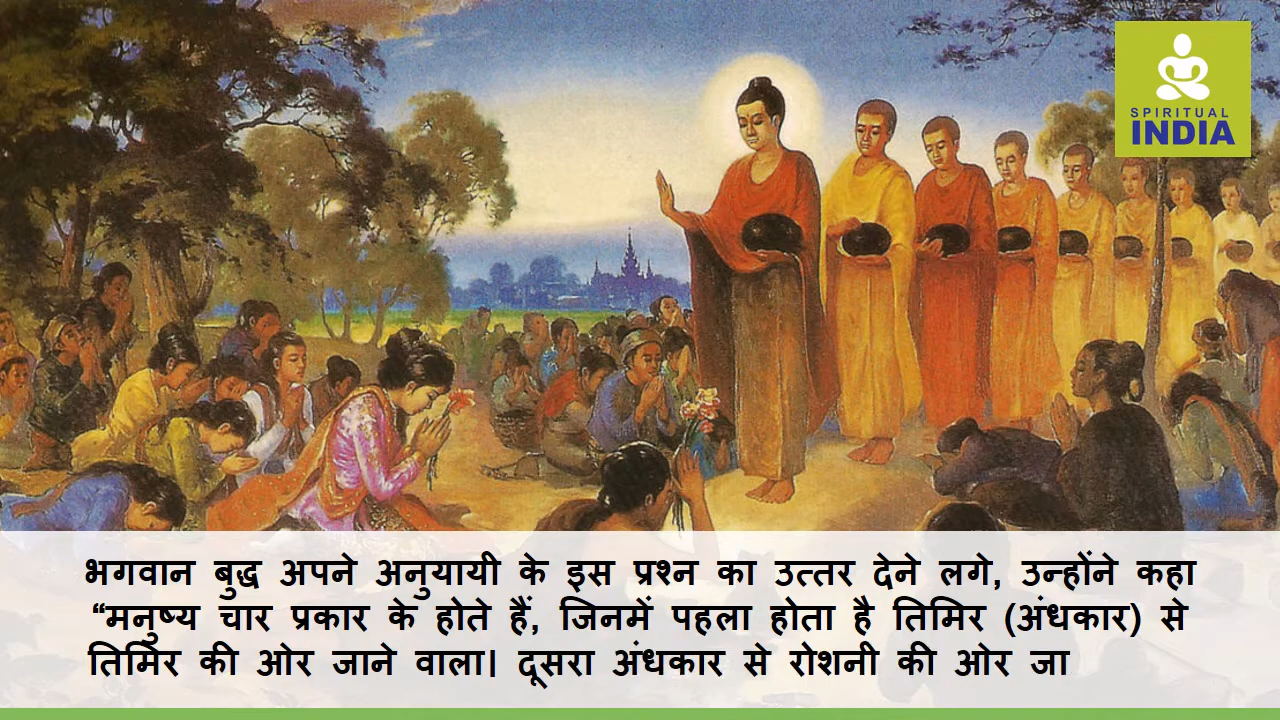 SPIRITUAL
INDIA
भगवान बुद्ध अपने अनुयायी के इस प्रश्न का उत्तर देने लगे, उन्होंने कहा
“मनुष्य चार प्रकार के होते हैं, जिनमें पहला होता है तिमिर (अंधकार) से
तिमिर की ओर जाने वाला। दूसरा अंधकार से रोशनी की ओर जा